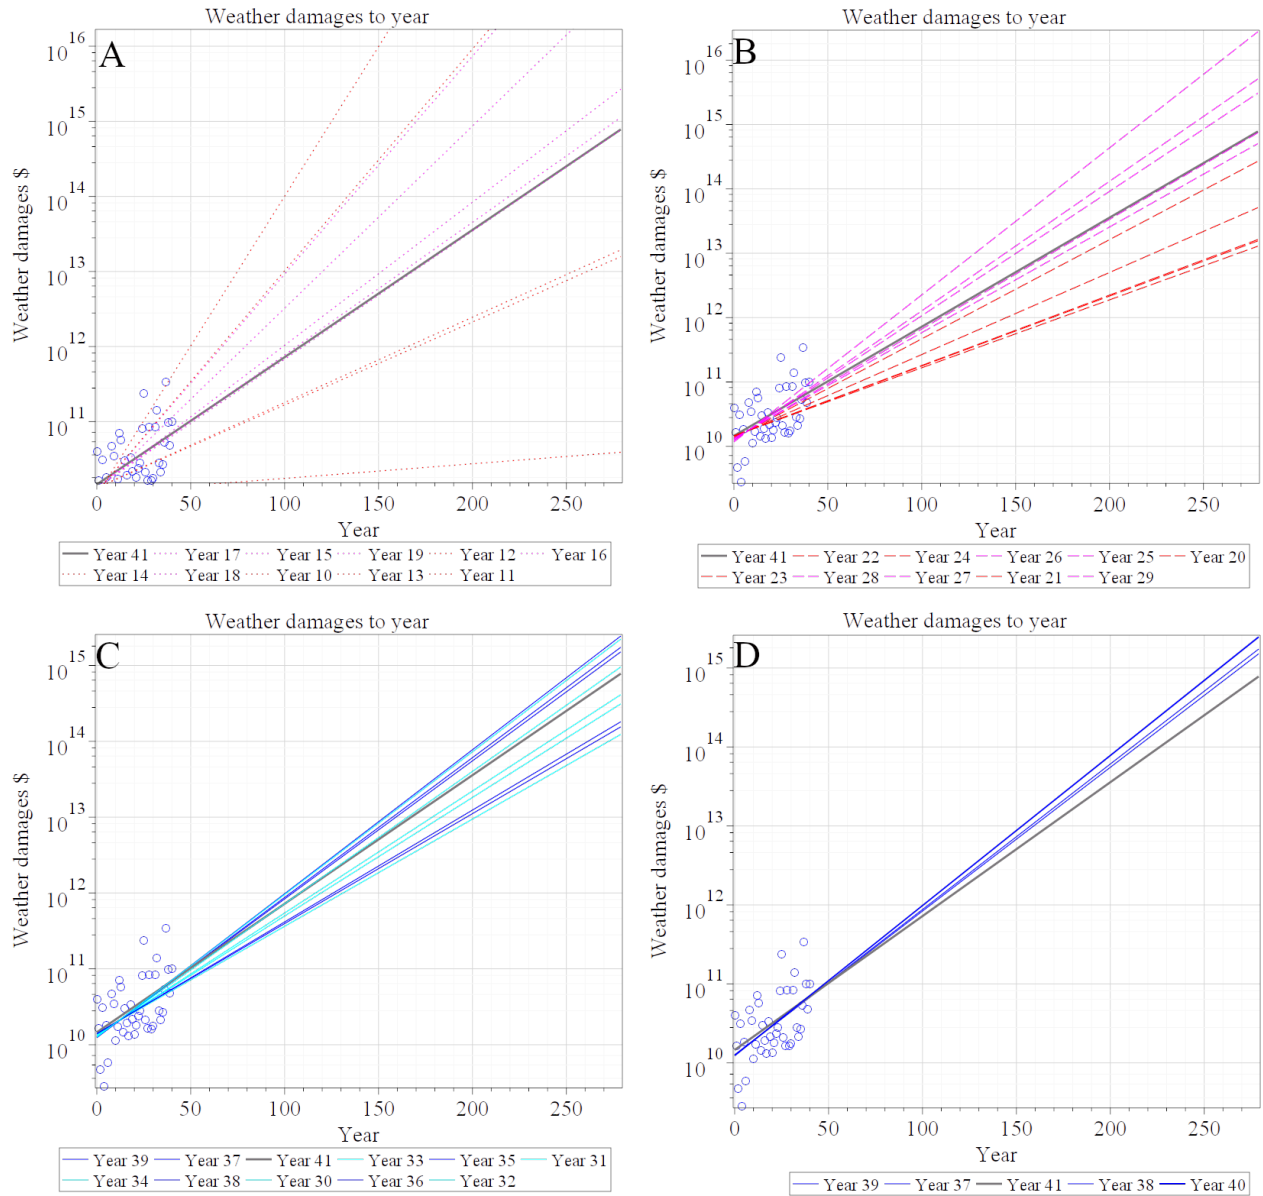 Weather damages to year
A
10^16
10^15
10^14
10^13
10^12
10^11
Weather damages $
0 50 100 150 200 250
Year
Year 41 Year 17 Year 15 Year 19 Year 12 Year 16
Year 14 Year 18 Year 10 Year 13 Year 11
Weather damages to year
B
10^16
10^15
10^14
10^13
10^12
10^11
10^10
Weather damages $
0 50 100 150 200 250
Year
Year 41 Year 22 Year 24 Year 26 Year 25 Year 20
Year 23 Year 28 Year 27 Year 21 Year 29
Weather damages to year
C
10^15
10^14
10^13
10^12
10^11
10^10
Weather damages $
0 50 100 150 200 250
Year
Year 39 Year 37 Year 41 Year 33 Year 35 Year 31
Year 34 Year 38 Year 30 Year 36 Year 32
Weather damages to year
D
10^15
10^14
10^13
10^12
10^11
10^10
Weather damages $
0 50 100 150 200 250
Year
Year 39 Year 37 Year 41 Year 38 Year 40